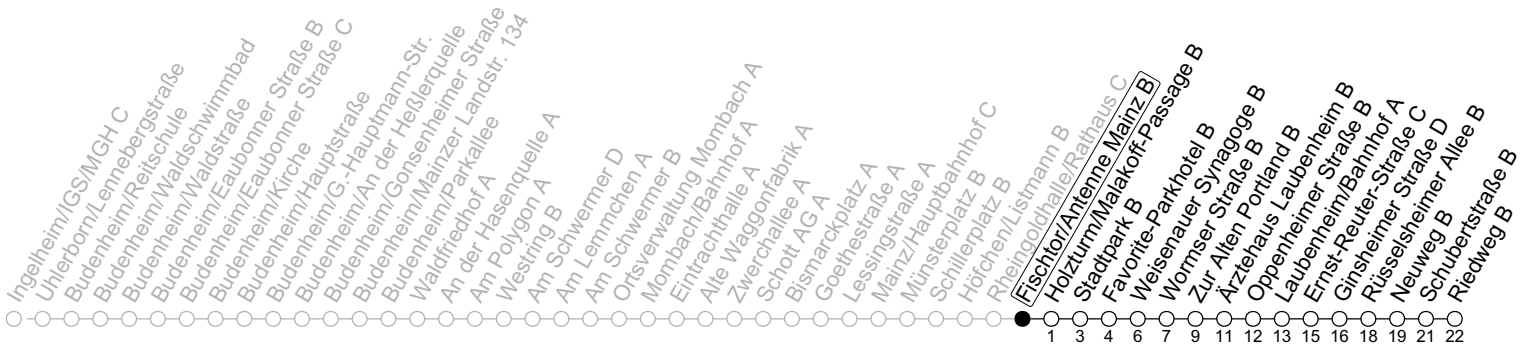 Ingelheim/IGS/MGH C
Uhlerborn/Lennebergstraße
Budenheim/Reitschule
Budenheim/Waldschwimmbad
Budenheim/Waldstraße
Budenheim/Eaubonner Straße B
Budenheim/Eaubonner Straße C
Budenheim/Kirche
Budenheim/Hauptstraße
Budenheim/G.-Hauptmann-Str.
Budenheim/An der Heßlerquelle
Budenheim/Gonsenheimer Straße
Budenheim/Mainzer Landstr. 134
Budenheim/Parkallee
Waldfriedhof A
An der Hasenquelle A
Am Polygon A
Westring B
Am Schwermer D
Am Lemmchen A
Am Schwermer B
Ortsverwaltung Mombach A
Mombach/Bahnhof A
Eintrachthalle A
Alte Waggonfabrik A
Zwerchallee A
Schott AG A
Bismarckplatz A
Goethestraße A
Lessingstraße A
Mainz/Hauptbahnhof C
Münsterplatz B
Schillerplatz B
Höfchen/Listmann B
Rheingoldhalle/Rathaus C
Fischtor/Antenne Mainz B
Holzturm/Malakoff-Passage B
Stadtpark B
Favorite-Parkhotel B
Weisenauer Synagoge B
Wormser Straße B
Zur Alten Portland B
Ärztehaus Laubenheim B
Oppenheimer Straße B
Laubenheim/Bahnhof A
Ernst-Reuter-Straße C
Ginsheimer Straße D
Rüsselsheimer Allee B
Neuweg B
Schubertstraße B
Riedweg B
1 3 4 6 7 9 11 12 13 15 16 18 19 21 22